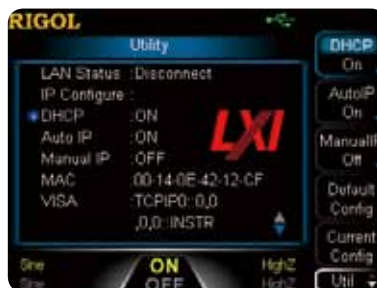 RIGOL
Utility
LAN Status :Disconnect
IP Configure :
DHCP :ON
Auto IP :ON
Manual IP :OFF
MAC :00-14-0E-42-12-CF
VISA :TCPIP0::0,0
,0,0::INSTR
LXI
DHCP
On
AutoIP
On
ManualIP
Off
Default
Config
Current
Config
Util
Sine
ON
HighZ
Sine
OFF
HighZ